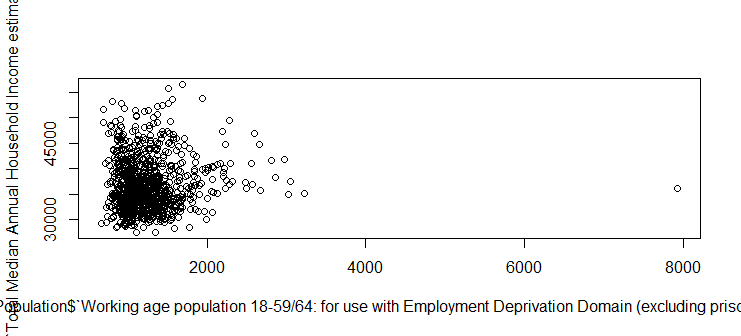 `Total Median Annual Household Income estima
45000
30000
2000 4000 6000 8000
Population$`Working age population 18-59/64: for use with Employment Deprivation Domain (excluding priso